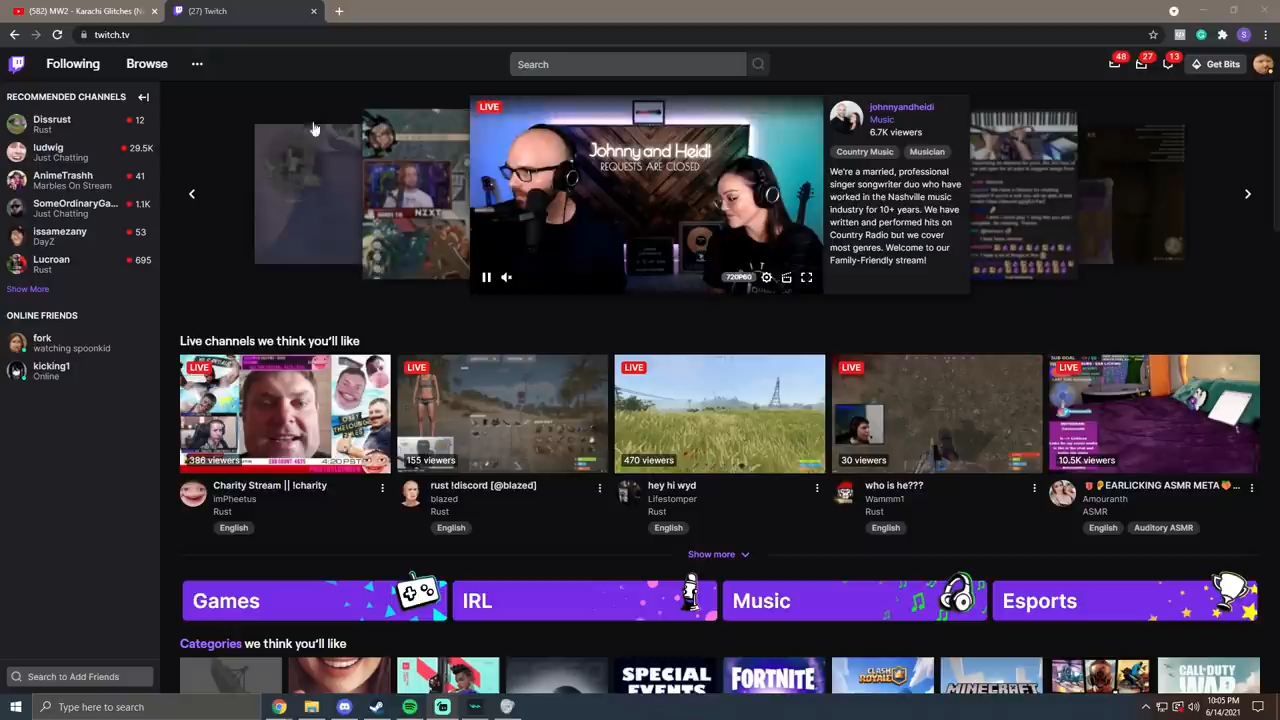 (582) MW2 - Karachi Glitches (N
(27) Twitch
twitch.tv
Following
Browse
Search
48
27
13
Get Bits
RECOMMENDED CHANNELS
Dissrust
12
Rust
ludwig
29.5K
Just Chatting
AnimeTrashh
41
Marbles On Stream
SomeOrdinaryGa...
1.1K
Just Chatting
issamezany
53
DayZ
Lucroan
695
Rust
Show More
ONLINE FRIENDS
fork
watching spoonkid
kicking1
Online
Search to Add Friends
LIVE
Johnny and Heidi
REQUESTS ARE CLOSED
720P60
johnnyandheidi
Music
6.7K viewers
Country Music
Musician
We're a married, professional
singer songwriter duo who have
worked in the Nashville music
industry for 10+ years. We have
written and performed hits on
Country Radio but we cover
most genres. Welcome to our
Family-Friendly stream!
Live channels we think you'll like
LIVE
386 viewers
Charity Stream || !charity
imPheetus
Rust
English
LIVE
155 viewers
rust !discord [@blazed]
blazed
Rust
English
LIVE
470 viewers
hey hi wyd
Lifestomper
Rust
English
LIVE
30 viewers
who is he???
Wammm1
Rust
English
LIVE
10.5K viewers
EARLICKING ASMR META🍑...
Amouranth
ASMR
English
Auditory ASMR
Show more
Games
IRL
Music
Esports
Categories we think you'll like
SPECIAL
EVENTS
FORTNITE
CLASH
ROYALE
MINECRAFT
CALL OF DUTY
WAR
Type here to search
10:05 PM
6/14/2021